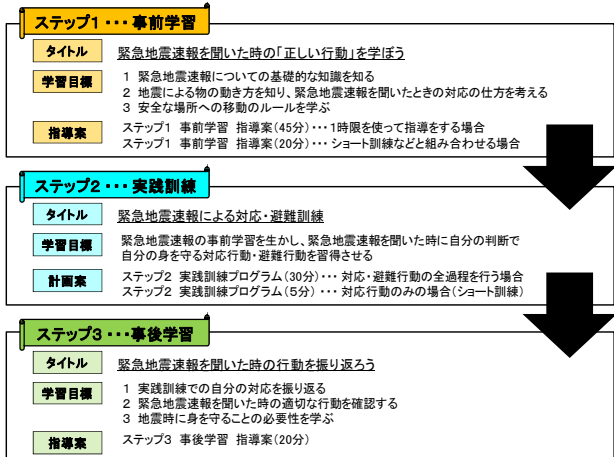 ステップ1・・・事前学習
タイトル 緊急地震速報を聞いた時の「正しい行動」を学ぼう
学習目標 1 緊急地震速報についての基礎的な知識を知る
2 地震による物の動き方を知り、緊急地震速報を聞いたときの対応の仕方を考える
3 安全な場所への移動のルールを学ぶ
指導案 ステップ1 事前学習 指導案(45分)・・・1時限を使って指導をする場合
ステップ1 事前学習 指導案(20分)・・・ショート訓練などと組み合わせる場合
ステップ2・・・実践訓練
タイトル 緊急地震速報による対応・避難訓練
学習目標 緊急地震速報の事前学習を生かし、緊急地震速報を聞いた時に自分の判断で
自分の身を守る対応行動・避難行動を習得させる
計画案 ステップ2 実践訓練プログラム(30分)・・・対応・避難行動の全過程を行う場合
ステップ2 実践訓練プログラム(5分)・・・対応行動のみの場合(ショート訓練)
ステップ3・・・事後学習
タイトル 緊急地震速報を聞いた時の行動を振り返ろう
学習目標 1 実践訓練での自分の対応を振り返る
2 緊急地震速報を聞いた時の適切な行動を確認する
3 地震時に身を守ることの必要性を学ぶ
指導案 ステップ3 事後学習 指導案(20分)